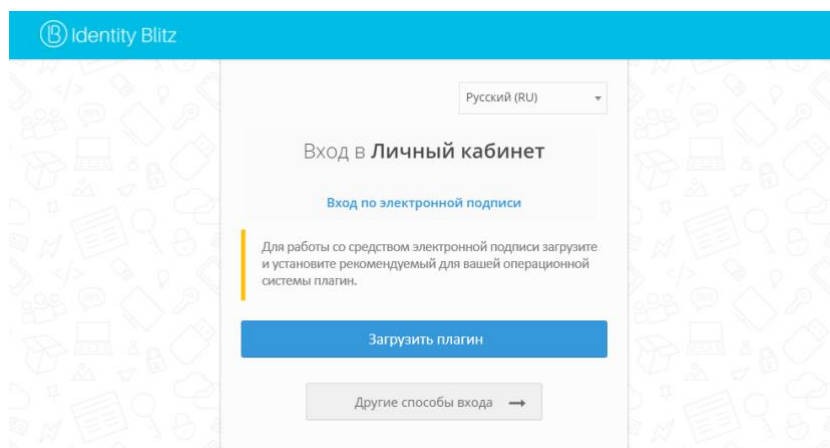 Identity Blitz
Русский (RU)
Вход в Личный кабинет
Вход по электронной подписи
Для работы со средством электронной подписи загрузите
и установите рекомендуемый для вашей операционной
системы плагин.
Загрузить плагин
Другие способы входа →